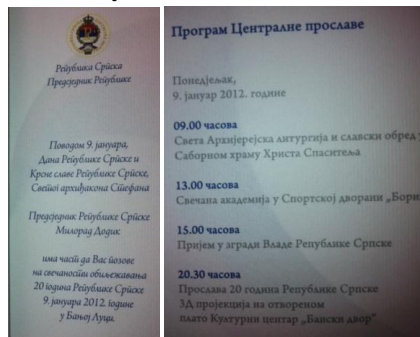 Република Српска
Предсједник Републике
Поводом 9. јануара,
Дана Републике Српске и
Крсне славе Републике Српске,
Светог архиђакона Стефана
Предсједник Републике Српске
Милорад Додик
има част да Вас позове
на свечаности обиљежавања
20 година Републике Српске
9. јануара 2012. године
у Бањој Луци.
Програм Централне прославе
Понедјељак,
9. јануар 2012. године
09.00 часова
Света Архијерејска литургија и славски обред у
Саборном храму Христа Спаситеља
13.00 часова
Свечана академија у Спортској дворани „Бори
15.00 часова
Пријем у згради Владе Републике Српске
20.30 часова
Прослава 20 година Републике Српске
3Д пројекција на отвореном
плато Културни центар „Бански двор"